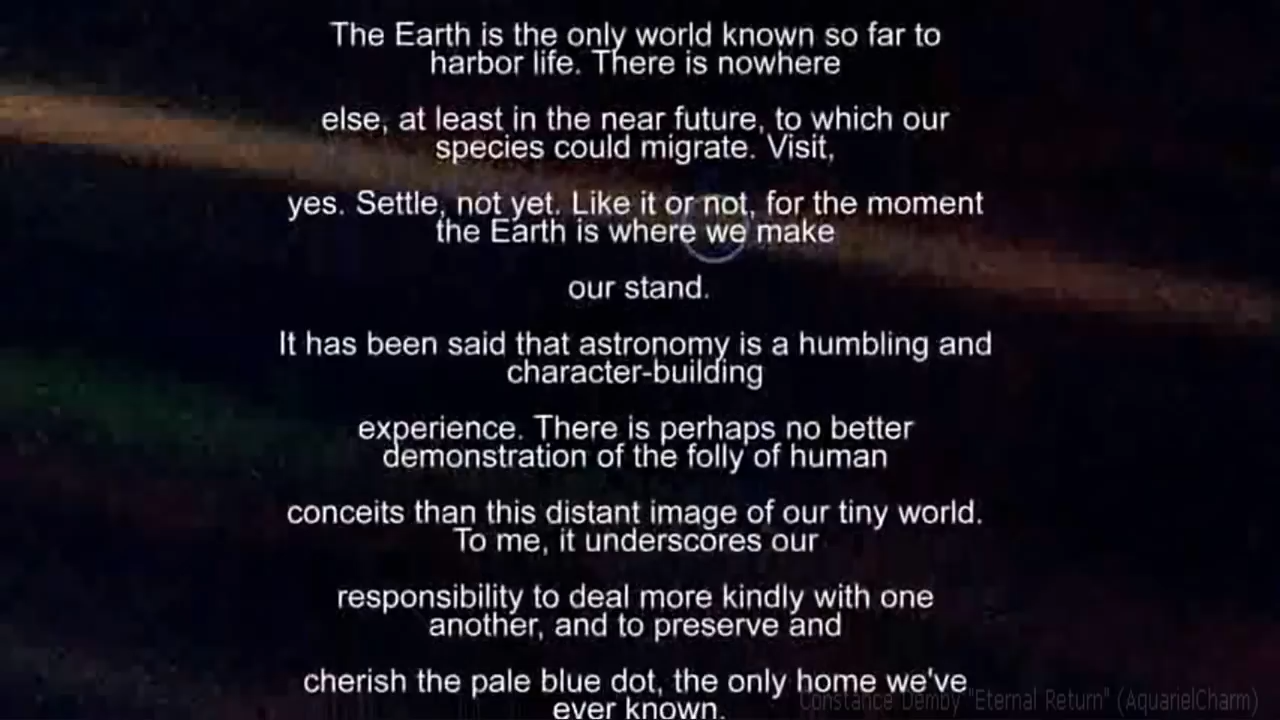 The Earth is the only world known so far to
harbor life. There is nowhere
else, at least in the near future, to which our
species could migrate. Visit,
yes. Settle, not yet. Like it or not, for the moment
the Earth is where we make
our stand.
It has been said that astronomy is a humbling and
character-building
experience. There is perhaps no better
demonstration of the folly of human
conceits than this distant image of our tiny world.
To me, it underscores our
responsibility to deal more kindly with one
another, and to preserve and
cherish the pale blue dot, the only home we've
ever known.
Constance Demby "Eternal Return" (AquarielCharm)